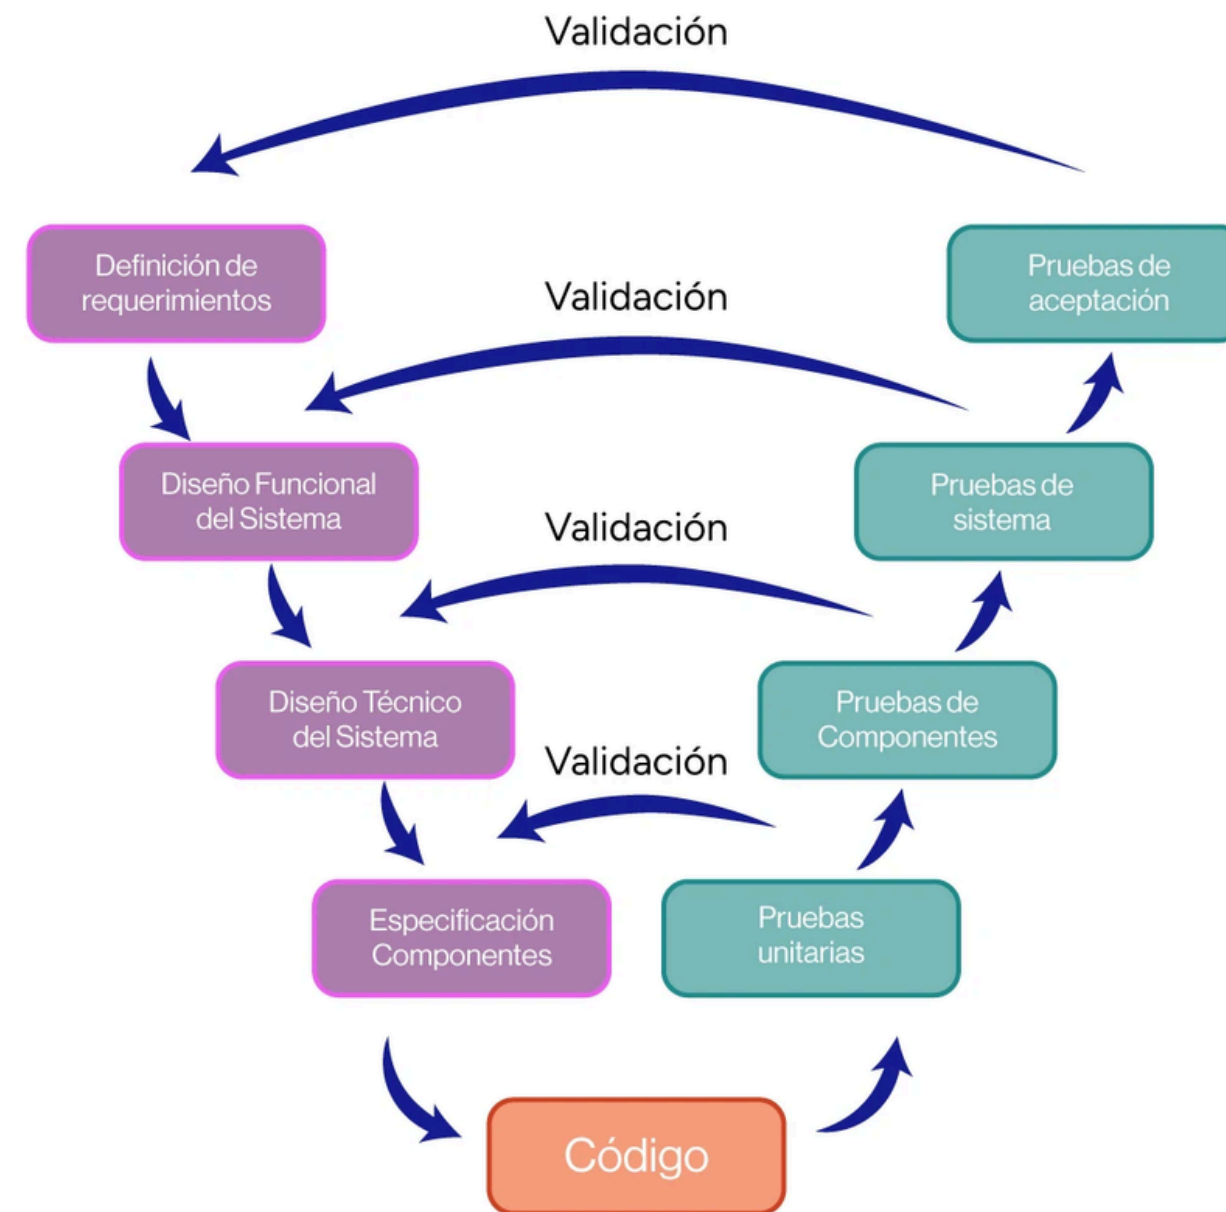 Validación
Definición de
requerimientos
Pruebas de
aceptación
Validación
Diseño Funcional
del Sistema
Pruebas de
sistema
Validación
Diseño Técnico
del Sistema
Pruebas de
Componentes
Validación
Especificación
Componentes
Pruebas
unitarias
Código